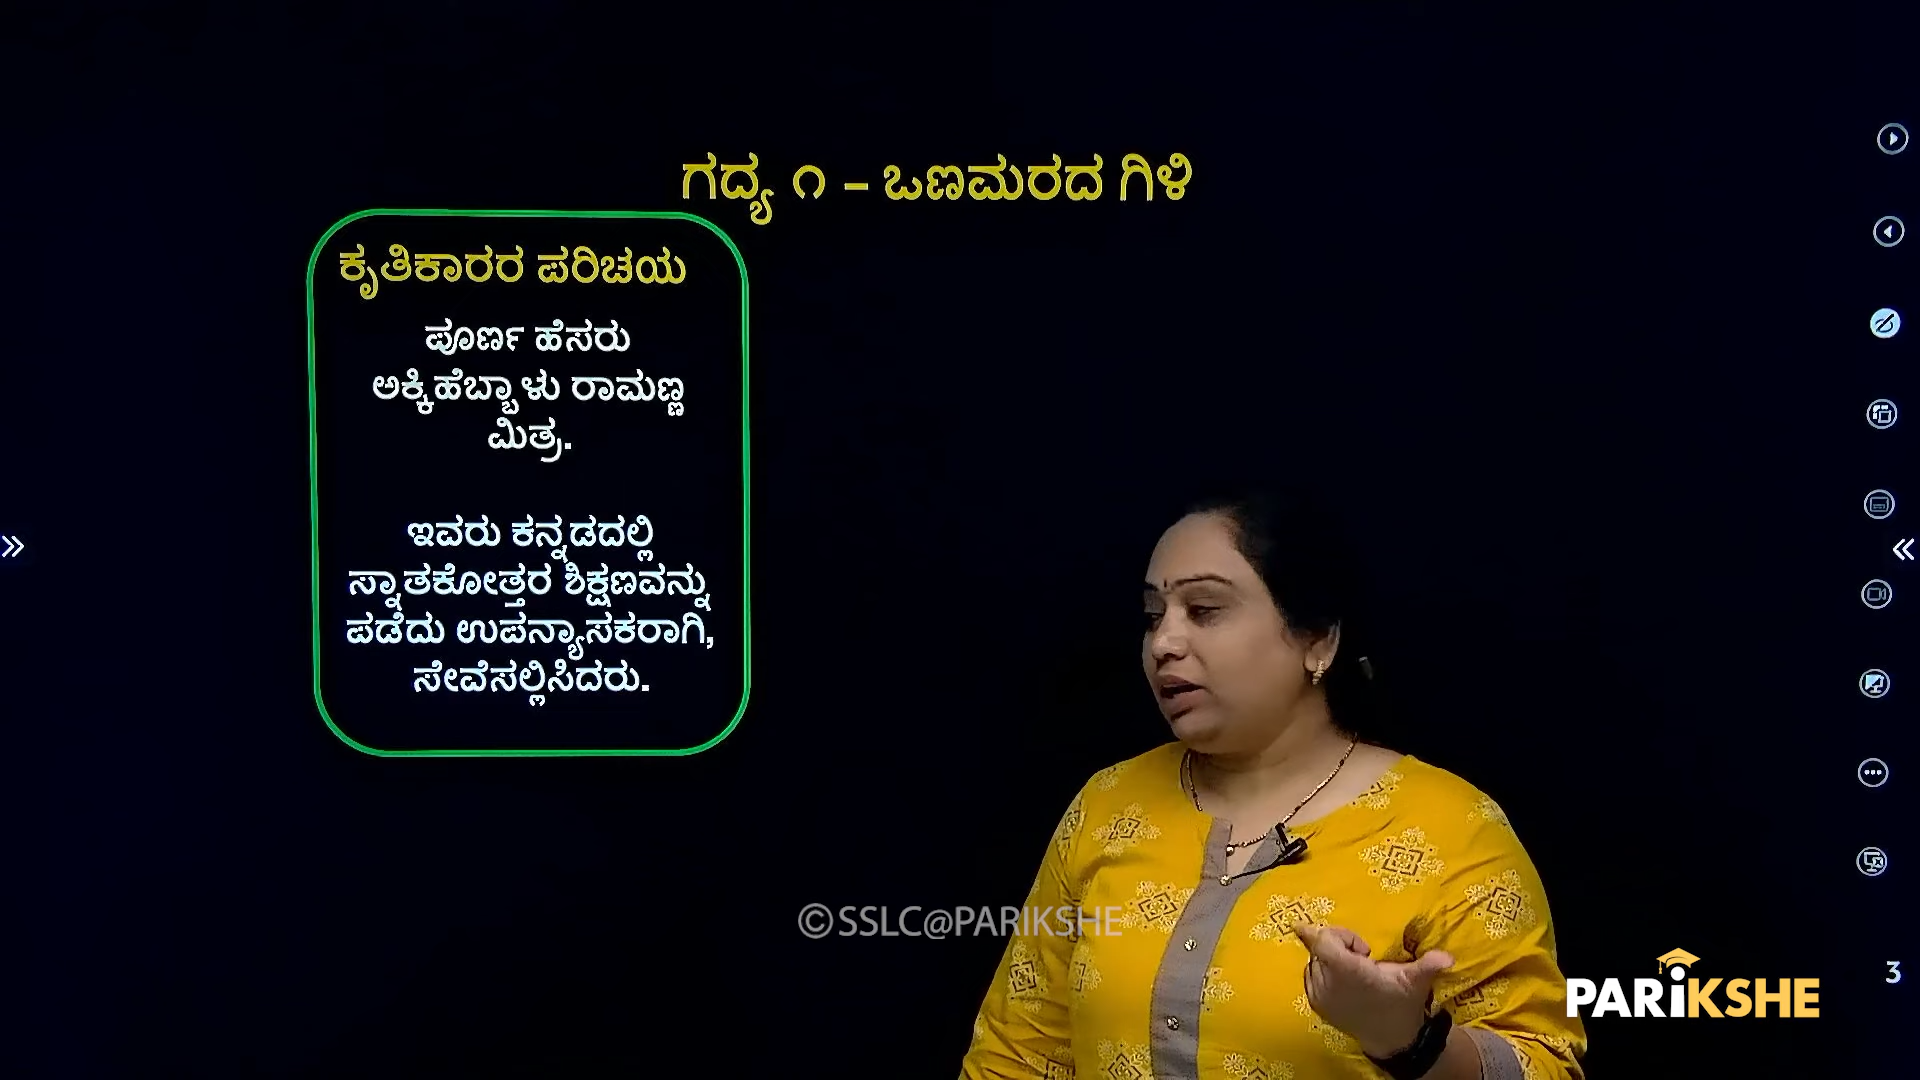 ಗದ್ಯ ೧ – ಒಣಮರದ ಗಿಳಿ
ಕೃತಿಕಾರರ ಪರಿಚಯ
ಪೂರ್ಣ ಹೆಸರು
ಅಕ್ಕಿಹೆಬ್ಬಾಳು ರಾಮಣ್ಣ
ಮಿತ್ರ.
ಇವರು ಕನ್ನಡದಲ್ಲಿ
ಸ್ನಾತಕೋತ್ತರ ಶಿಕ್ಷಣವನ್ನು
ಪಡೆದು ಉಪನ್ಯಾಸಕರಾಗಿ,
ಸೇವೆಸಲ್ಲಿಸಿದರು.
©SSLC@PARIKSHE
PARIKSHE
3